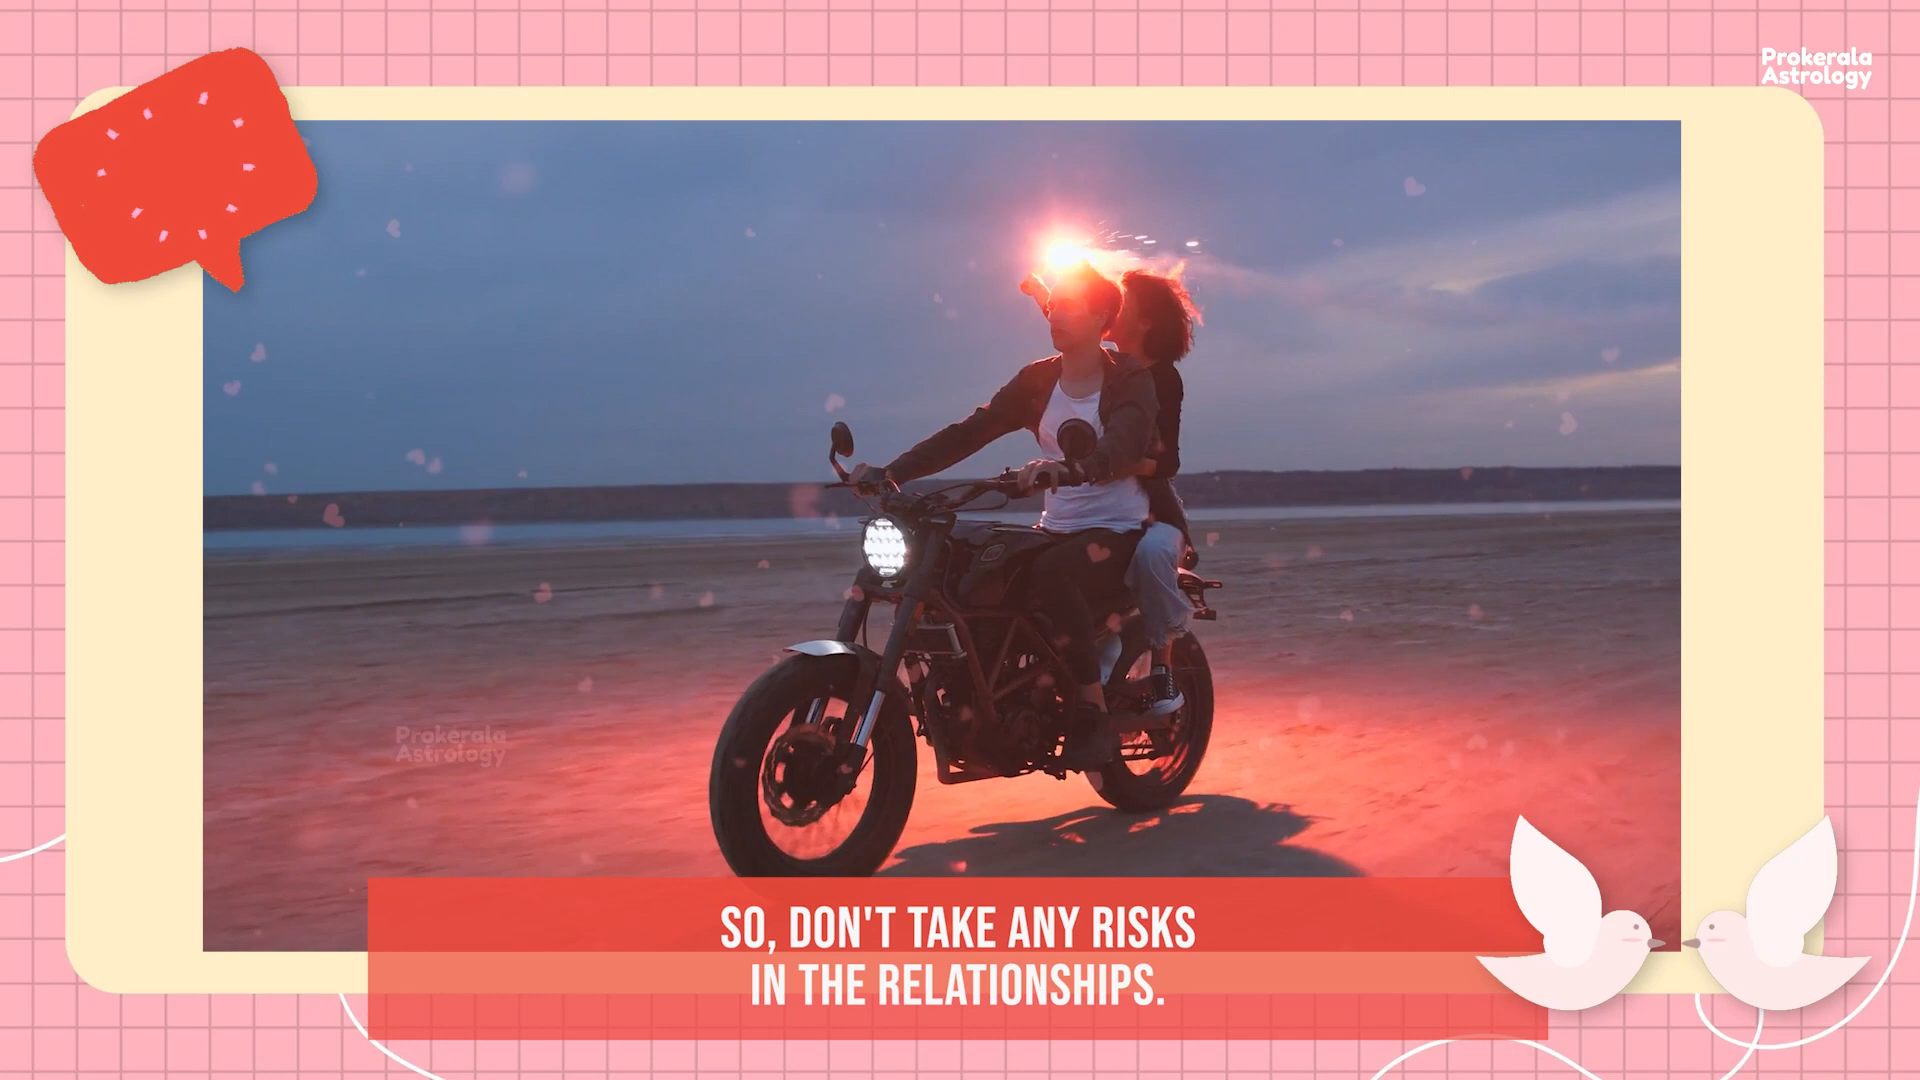 Prokerala
Astrology
Prokerala
Astrology
SO, DON'T TAKE ANY RISKS
IN THE RELATIONSHIPS.